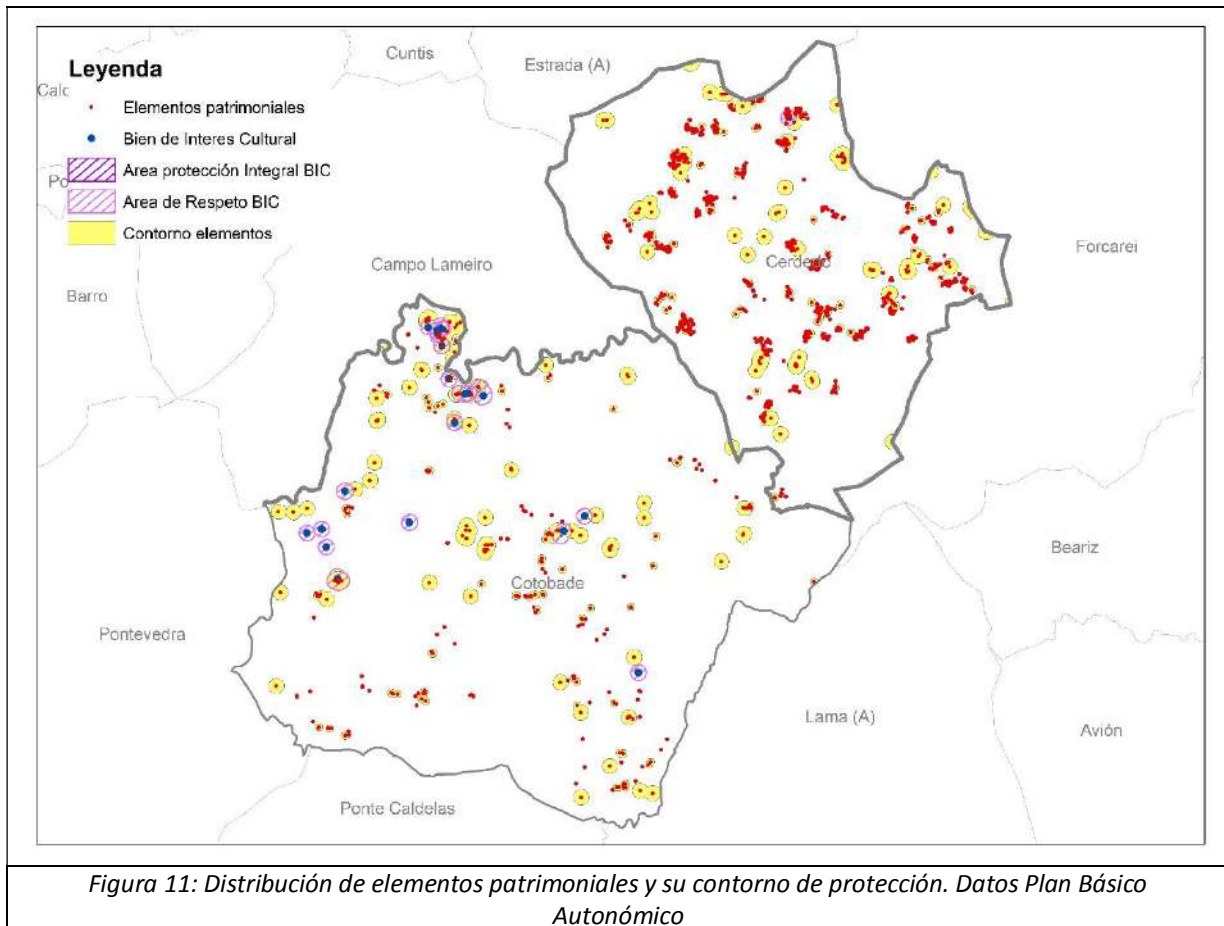 Cuntis
Estrada (A)
Leyenda
Calc
Elementos patrimoniales
Bien de Interes Cultural
Po
Area protección Integral BIC
Area de Respeto BIC
Contorno elementos
Forcarei
Campo Lameiro
Cerdedo
Barro
Beariz
Cotobade
Pontevedra
Lama (A)
Avión
Ponte Caldelas
Figura 11: Distribución de elementos patrimoniales y su contorno de protección. Datos Plan Básico
Autonómico